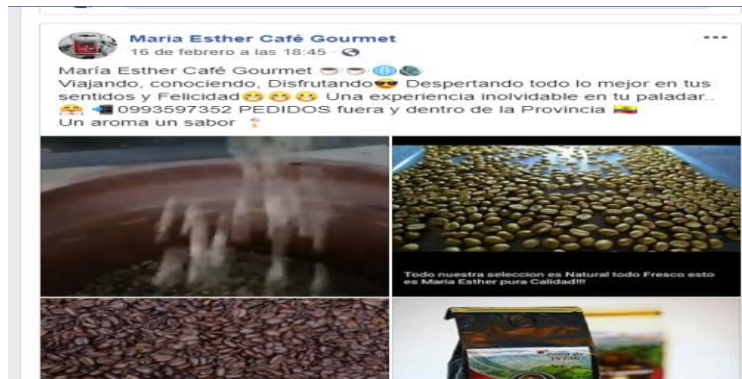 Maria Esther Café Gourmet
16 de febrero a las 18:45
María Esther Café Gourmet
Viajando, conociendo, Disfrutando Despertando todo lo mejor en tus
sentidos y Felicidad Una experiencia inolvidable en tu paladar..
0993597352 PEDIDOS fuera y dentro de la Provincia
Un aroma un sabor
Todo nuestra seleccion es Natural todo Fresco esto
es Maria Esther pura Calidad!!!